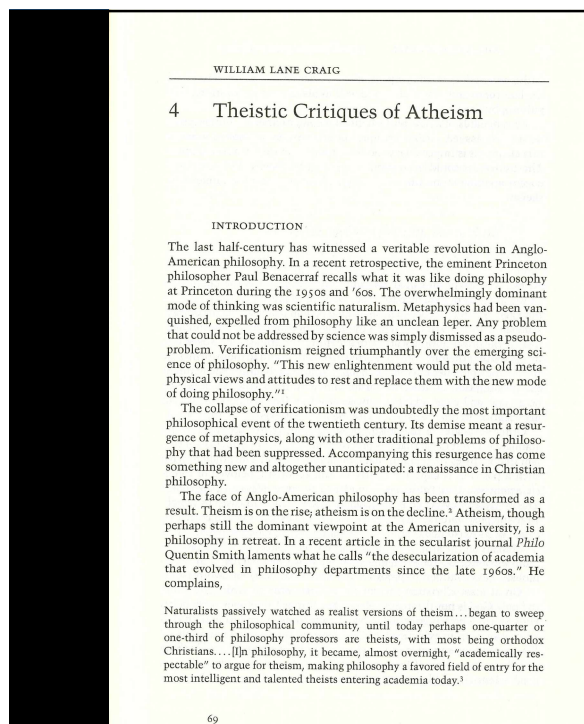 WILLIAM LANE CRAIG
4 Theistic Critiques of Atheism
INTRODUCTION
The last half-century has witnessed a veritable revolution in Anglo-
American philosophy. In a recent retrospective, the eminent Princeton
philosopher Paul Benacerraf recalls what it was like doing philosophy
at Princeton during the 1950s and '60s. The overwhelmingly dominant
mode of thinking was scientific naturalism. Metaphysics had been van-
quished, expelled from philosophy like an unclean leper. Any problem
that could not be addressed by science was simply dismissed as a pseudo-
problem. Verificationism reigned triumphantly over the emerging sci-
ence of philosophy. “This new enlightenment would put the old meta-
physical views and attitudes to rest and replace them with the new mode
of doing philosophy.”¹
The collapse of verificationism was undoubtedly the most important
philosophical event of the twentieth century. Its demise meant a resur-
gence of metaphysics, along with other traditional problems of philoso-
phy that had been suppressed. Accompanying this resurgence has come
something new and altogether unanticipated: a renaissance in Christian
philosophy.
The face of Anglo-American philosophy has been transformed as a
result. Theism is on the rise; atheism is on the decline.² Atheism, though
perhaps still the dominant viewpoint at the American university, is a
philosophy in retreat. In a recent article in the secularist journal Philo
Quentin Smith laments what he calls “the desecularization of academia
that evolved in philosophy departments since the late 1960s.” He
complains,
Naturalists passively watched as realist versions of theism...began to sweep
through the philosophical community, until today perhaps one-quarter or
one-third of philosophy professors are theists, with most being orthodox
Christians....[I]n philosophy, it became, almost overnight, “academically res-
pectable” to argue for theism, making philosophy a favored field of entry for the
most intelligent and talented theists entering academia today.³
69